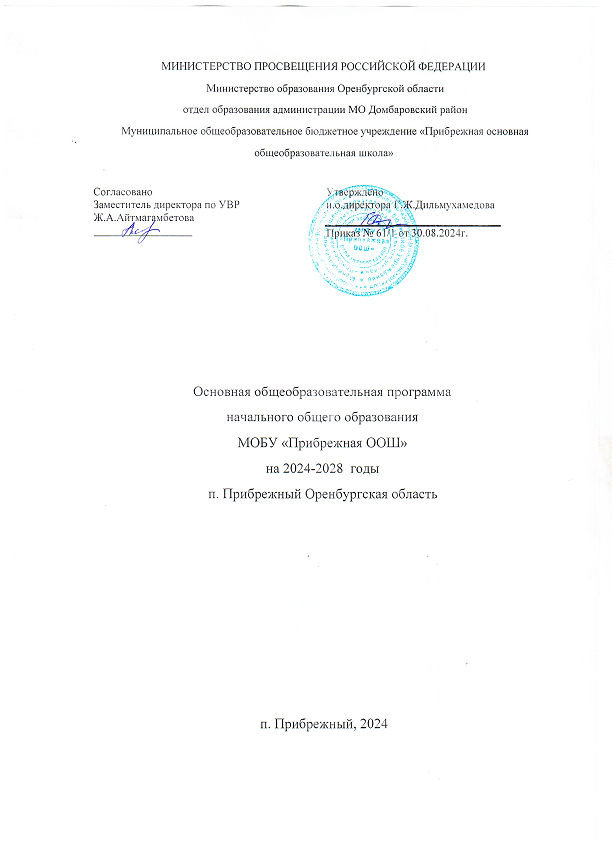 МИНИСТЕРСТВО ПРОСВЕЩЕНИЯ РОССИЙСКОЙ ФЕДЕРАЦИИ
Министерство образования Оренбургской области
отдел образования администрации МО Домбаровский район
Муниципальное общеобразовательное бюджетное учреждение «Прибрежная основная
общеобразовательная школа»
Согласовано
Заместитель директора по УВР
Ж.А.Айтмагамбетова
Утверждено
и.о.директора Г.Ж.Дильмухамедова
Приказ № 61/1 от 30.08.2024г.
Основная общеобразовательная программа
начального общего образования
МОБУ «Прибрежная ООШ»
на 2024-2028 годы
п. Прибрежный Оренбургская область
п. Прибрежный, 2024